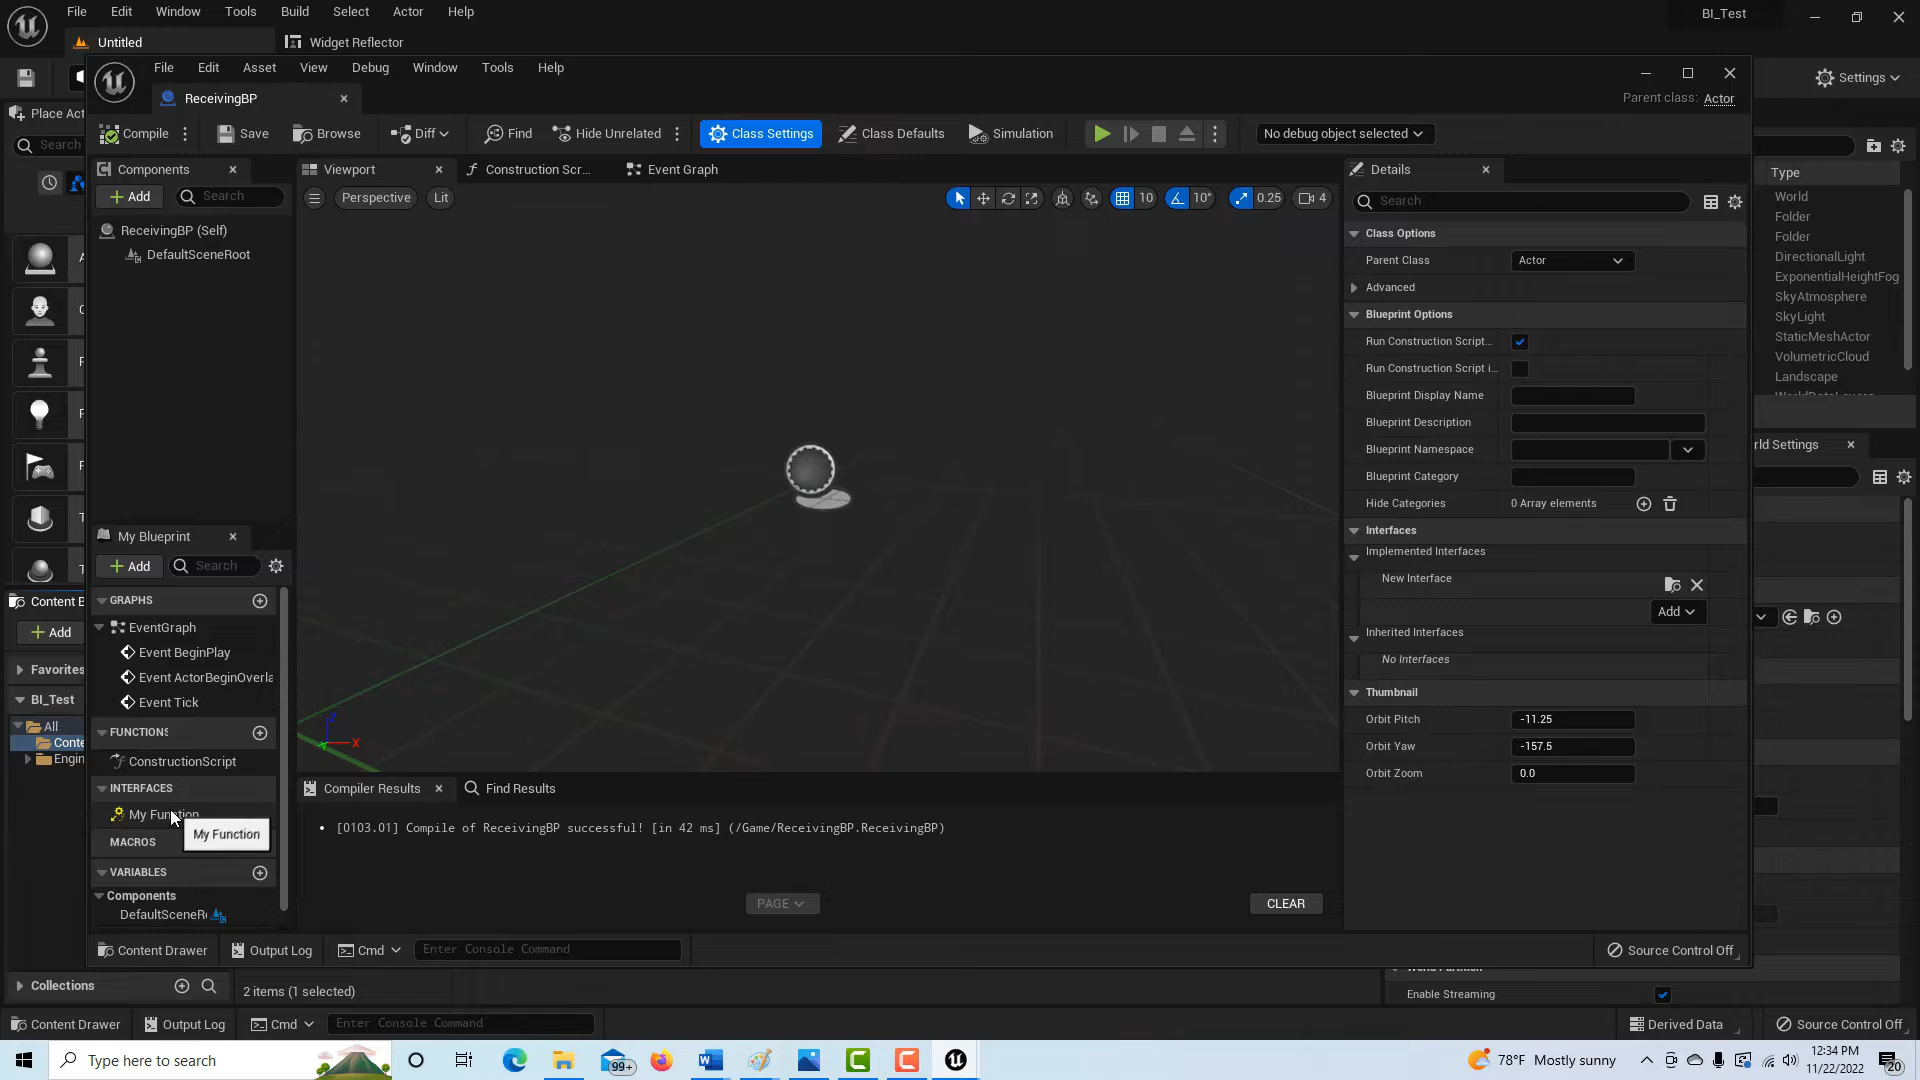 File Edit Window Tools Build Select Actor Help
BI_Test
Untitled
Widget Reflector
File Edit Asset View Debug Window Tools Help
Settings
ReceivingBP
Parent class: Actor
Place Act
Compile Save Browse Diff Find Hide Unrelated Class Settings Class Defaults Simulation No debug object selected
Search
Components
Viewport Construction Scr... Event Graph
Details
Type
Add Search
Perspective Lit
10 10° 0.25 4
Search
World
Folder
Folder
DirectionalLight
ExponentialHeightFog
SkyAtmosphere
SkyLight
StaticMeshActor
VolumetricCloud
Landscape
ReceivingBP (Self)
DefaultSceneRoot
Class Options
Parent Class Actor
Advanced
Blueprint Options
Run Construction Script...
Run Construction Script i...
Blueprint Display Name
Blueprint Description
Blueprint Namespace
Blueprint Category
Hide Categories 0 Array elements
Interfaces
Implemented Interfaces
New Interface
Add
Inherited Interfaces
No Interfaces
Thumbnail
Orbit Pitch -11.25
Orbit Yaw -157.5
Orbit Zoom 0.0
rld Settings
My Blueprint
Add Search
GRAPHS
EventGraph
Event BeginPlay
Event ActorBeginOverla
Event Tick
FUNCTIONS
ConstructionScript
INTERFACES
My Function
My Function
MACROS
VARIABLES
Components
DefaultSceneR
Content B
Add
Favorites
BI_Test
All
Conte
Engin
Z
X
Compiler Results Find Results
[0103.01] Compile of ReceivingBP successful! [in 42 ms] (/Game/ReceivingBP.ReceivingBP)
PAGE
CLEAR
Content Drawer Output Log Cmd Enter Console Command
Source Control Off
Collections
2 items (1 selected)
Enable Streaming
Content Drawer Output Log Cmd Enter Console Command
Derived Data Source Control Off
Type here to search
99+
78°F Mostly sunny
12:34 PM
11/22/2022
20